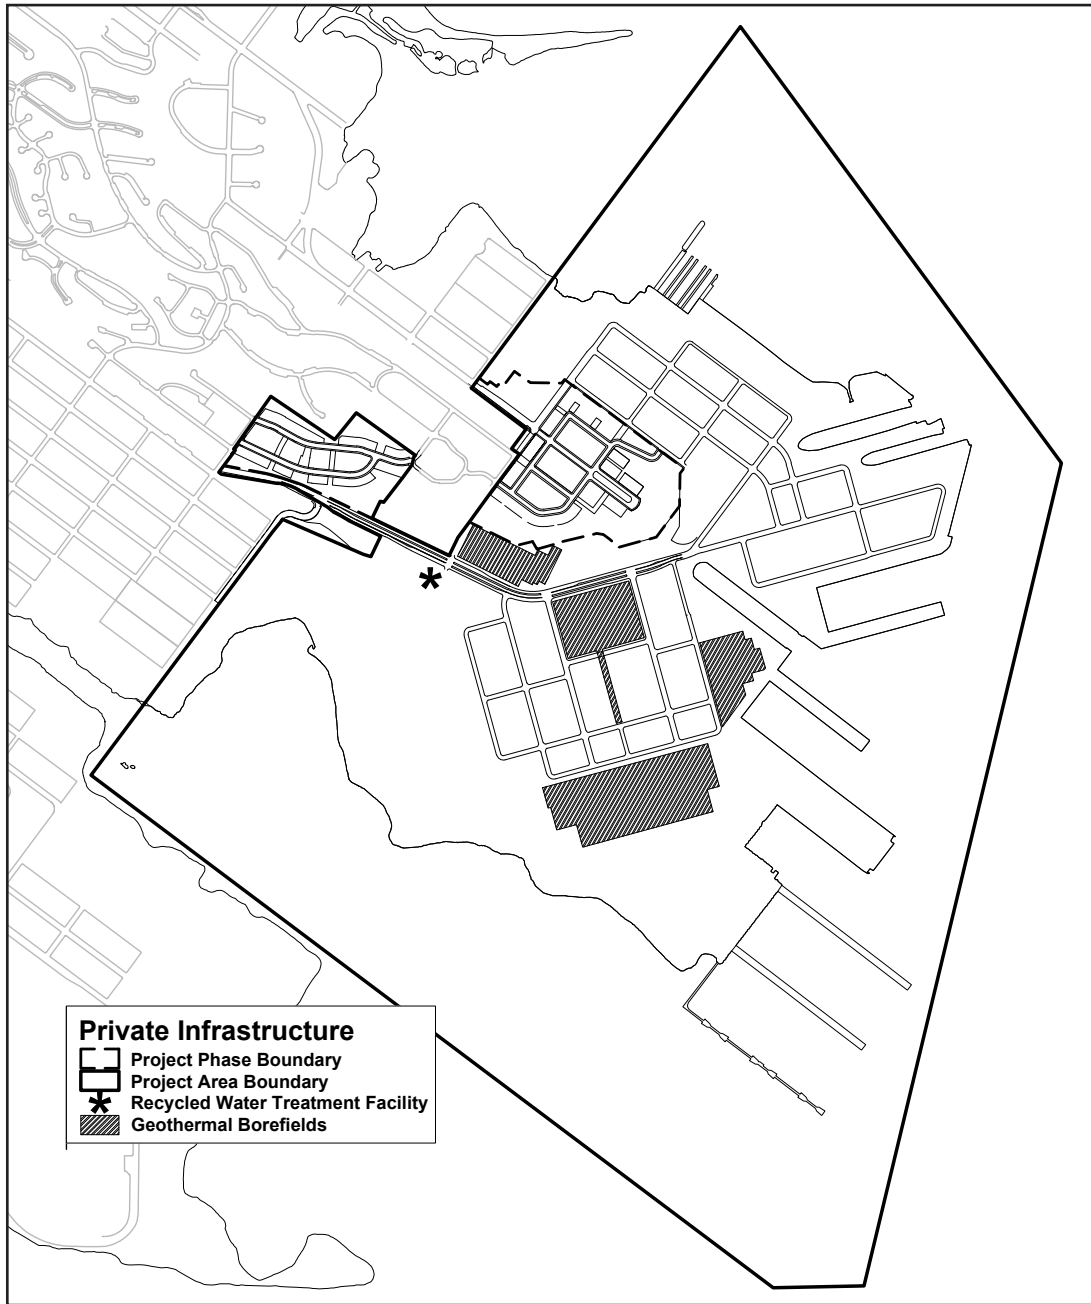 Private Infrastructure
Project Phase Boundary
Project Area Boundary
Recycled Water Treatment Facility
Geothermal Borefields